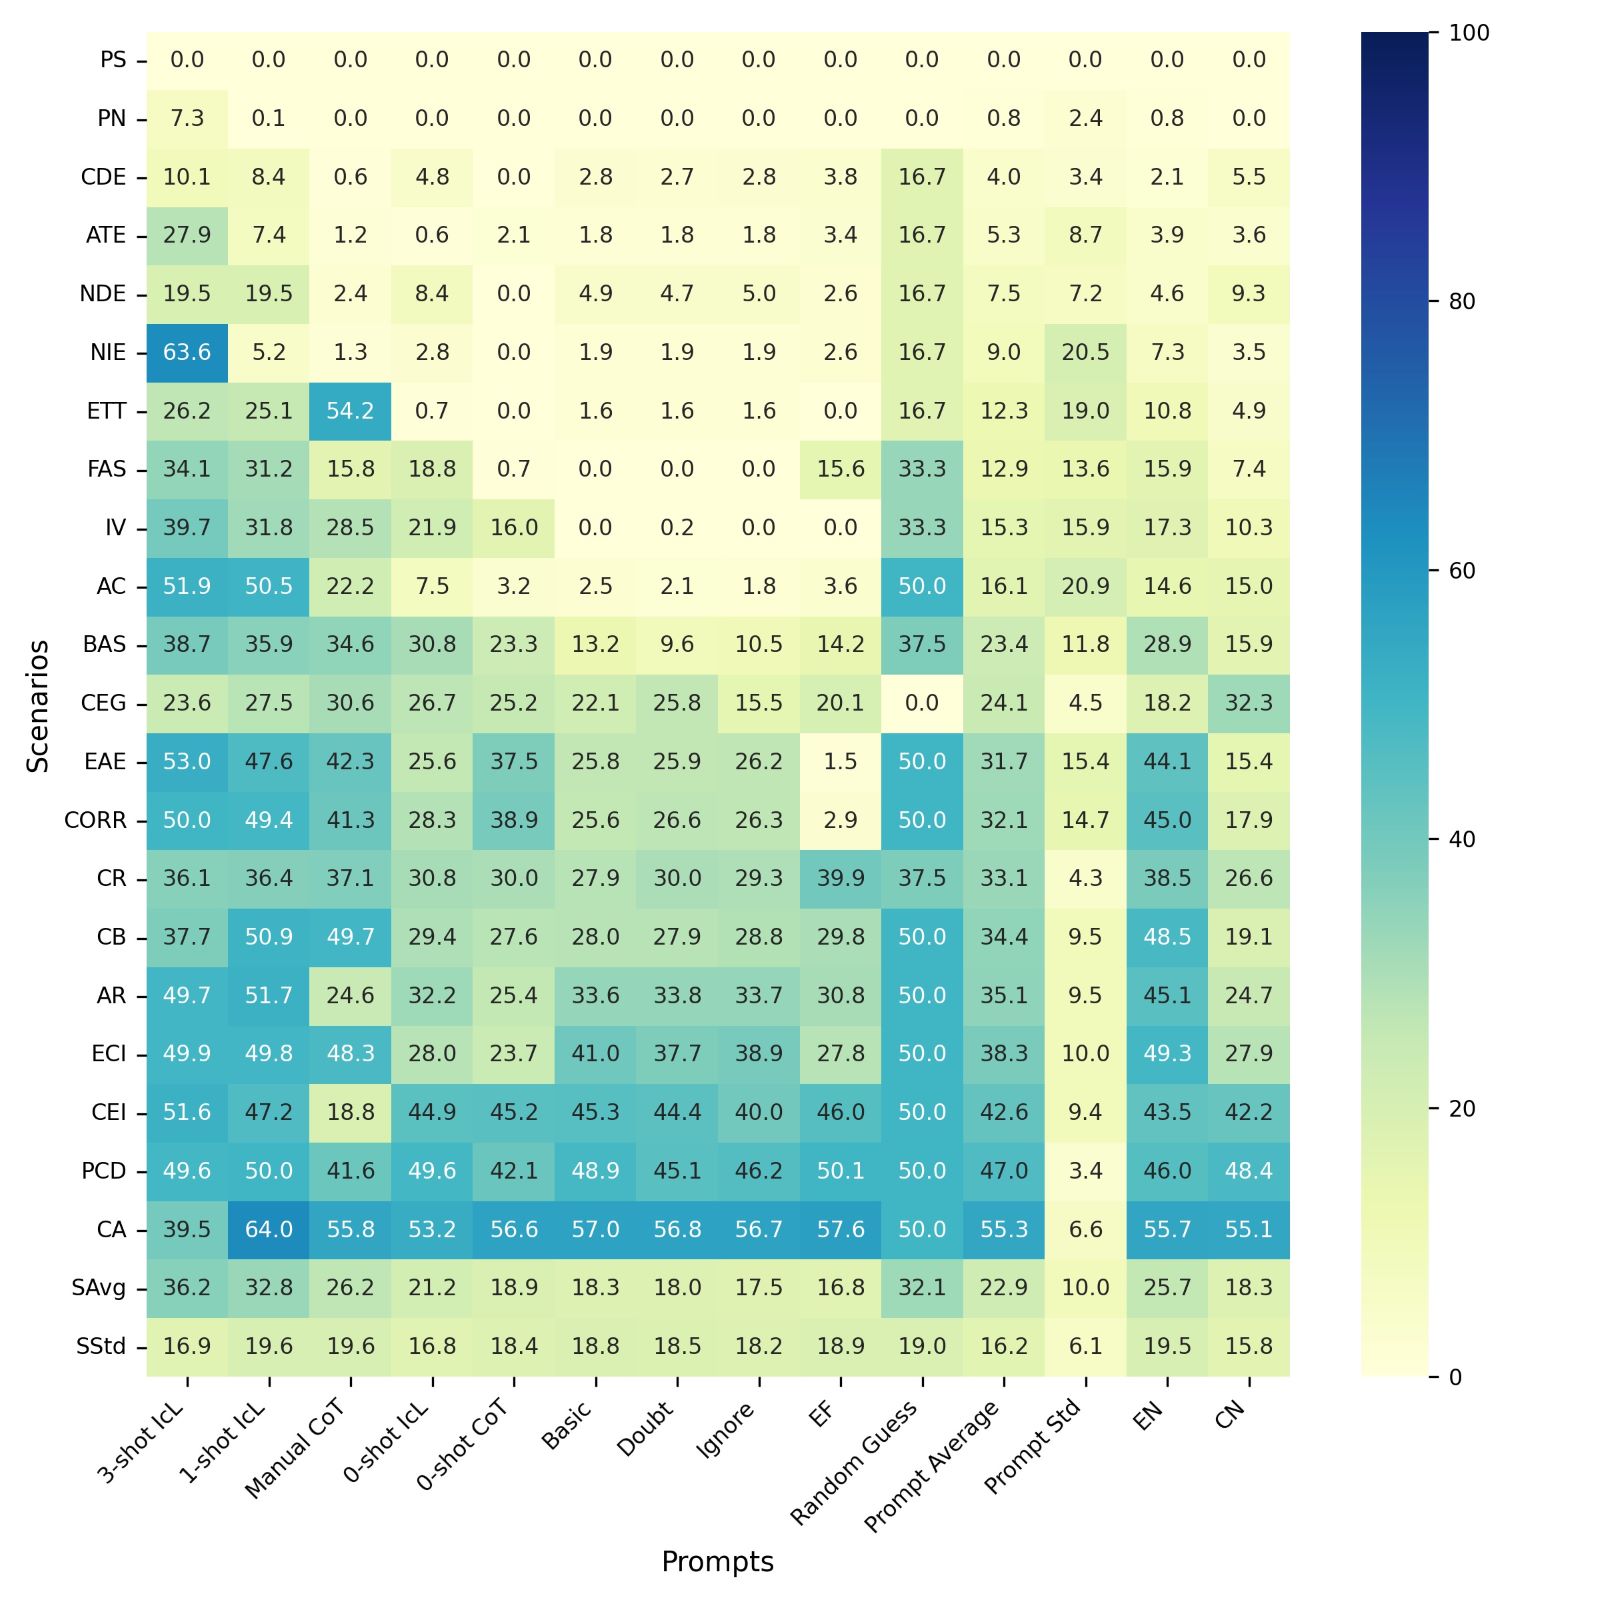 PS 0.0 0.0 0.0 0.0 0.0 0.0 0.0 0.0 0.0 0.0 0.0 0.0 0.0 0.0
PN 7.3 0.1 0.0 0.0 0.0 0.0 0.0 0.0 0.0 0.0 0.8 2.4 0.8 0.0
CDE 10.1 8.4 0.6 4.8 0.0 2.8 2.7 2.8 3.8 16.7 4.0 3.4 2.1 5.5
ATE 27.9 7.4 1.2 0.6 2.1 1.8 1.8 1.8 3.4 16.7 5.3 8.7 3.9 3.6
NDE 19.5 19.5 2.4 8.4 0.0 4.9 4.7 5.0 2.6 16.7 7.5 7.2 4.6 9.3
NIE 63.6 5.2 1.3 2.8 0.0 1.9 1.9 1.9 2.6 16.7 9.0 20.5 7.3 3.5
ETT 26.2 25.1 54.2 0.7 0.0 1.6 1.6 1.6 0.0 16.7 12.3 19.0 10.8 4.9
FAS 34.1 31.2 15.8 18.8 0.7 0.0 0.0 0.0 15.6 33.3 12.9 13.6 15.9 7.4
IV 39.7 31.8 28.5 21.9 16.0 0.0 0.2 0.0 0.0 33.3 15.3 15.9 17.3 10.3
AC 51.9 50.5 22.2 7.5 3.2 2.5 2.1 1.8 3.6 50.0 16.1 20.9 14.6 15.0
BAS 38.7 35.9 34.6 30.8 23.3 13.2 9.6 10.5 14.2 37.5 23.4 11.8 28.9 15.9
CEG 23.6 27.5 30.6 26.7 25.2 22.1 25.8 15.5 20.1 0.0 24.1 4.5 18.2 32.3
EAE 53.0 47.6 42.3 25.6 37.5 25.8 25.9 26.2 1.5 50.0 31.7 15.4 44.1 15.4
CORR 50.0 49.4 41.3 28.3 38.9 25.6 26.6 26.3 2.9 50.0 32.1 14.7 45.0 17.9
CR 36.1 36.4 37.1 30.8 30.0 27.9 30.0 29.3 39.9 37.5 33.1 4.3 38.5 26.6
CB 37.7 50.9 49.7 29.4 27.6 28.0 27.9 28.8 29.8 50.0 34.4 9.5 48.5 19.1
AR 49.7 51.7 24.6 32.2 25.4 33.6 33.8 33.7 30.8 50.0 35.1 9.5 45.1 24.7
ECI 49.9 49.8 48.3 28.0 23.7 41.0 37.7 38.9 27.8 50.0 38.3 10.0 49.3 27.9
CEI 51.6 47.2 18.8 44.9 45.2 45.3 44.4 40.0 46.0 50.0 42.6 9.4 43.5 42.2
PCD 49.6 50.0 41.6 49.6 42.1 48.9 45.1 46.2 50.1 50.0 47.0 3.4 46.0 48.4
CA 39.5 64.0 55.8 53.2 56.6 57.0 56.8 56.7 57.6 50.0 55.3 6.6 55.7 55.1
SAvg 36.2 32.8 26.2 21.2 18.9 18.3 18.0 17.5 16.8 32.1 22.9 10.0 25.7 18.3
SStd 16.9 19.6 19.6 16.8 18.4 18.8 18.5 18.2 18.9 19.0 16.2 6.1 19.5 15.8
Scenarios
3-shot IcL
1-shot IcL
Manual CoT
0-shot IcL
0-shot CoT
Basic
Doubt
Ignore
EF
Random Guess
Prompt Average
Prompt Std
EN
CN
Prompts
100
80
60
40
20
0